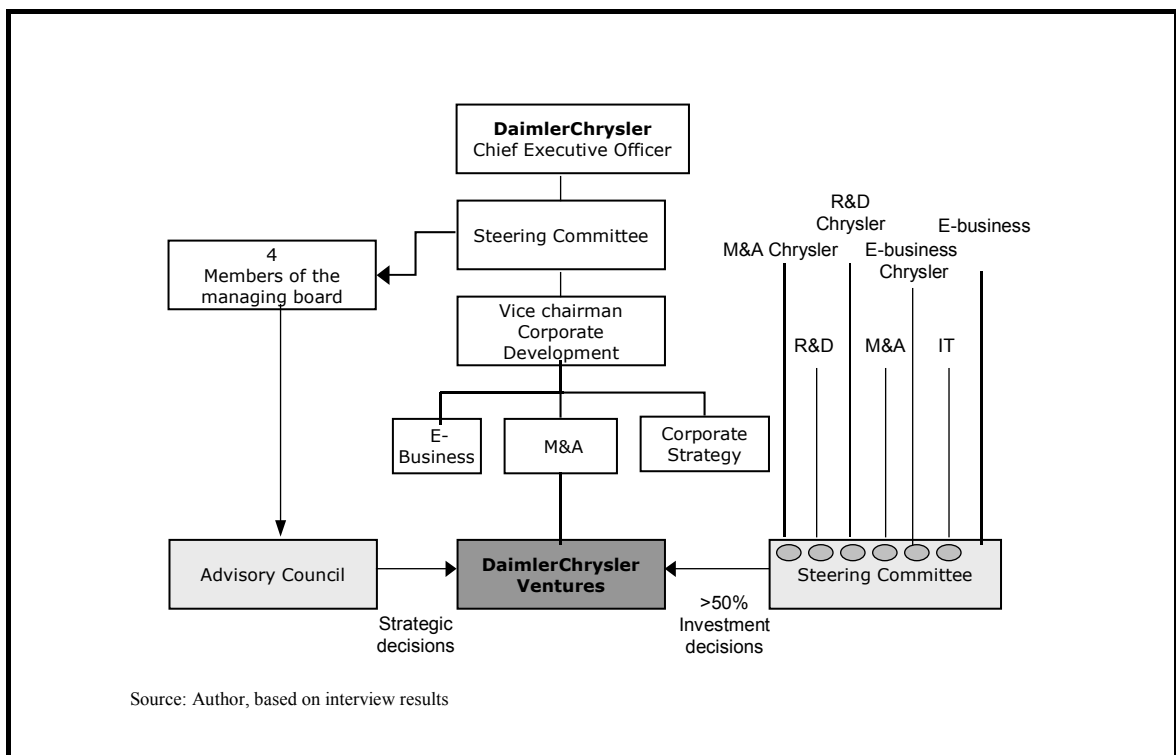 DaimlerChrysler
Chief Executive Officer
Steering Committee
4
Members of the
managing board
Vice chairman
Corporate
Development
E-
Business
M&A
Corporate
Strategy
R&D
Chrysler
E-business
M&A Chrysler
E-business
Chrysler
R&D
M&A
IT
Advisory Council
DaimlerChrysler
Ventures
Steering Committee
Strategic
decisions
>50%
Investment
decisions
Source: Author, based on interview results